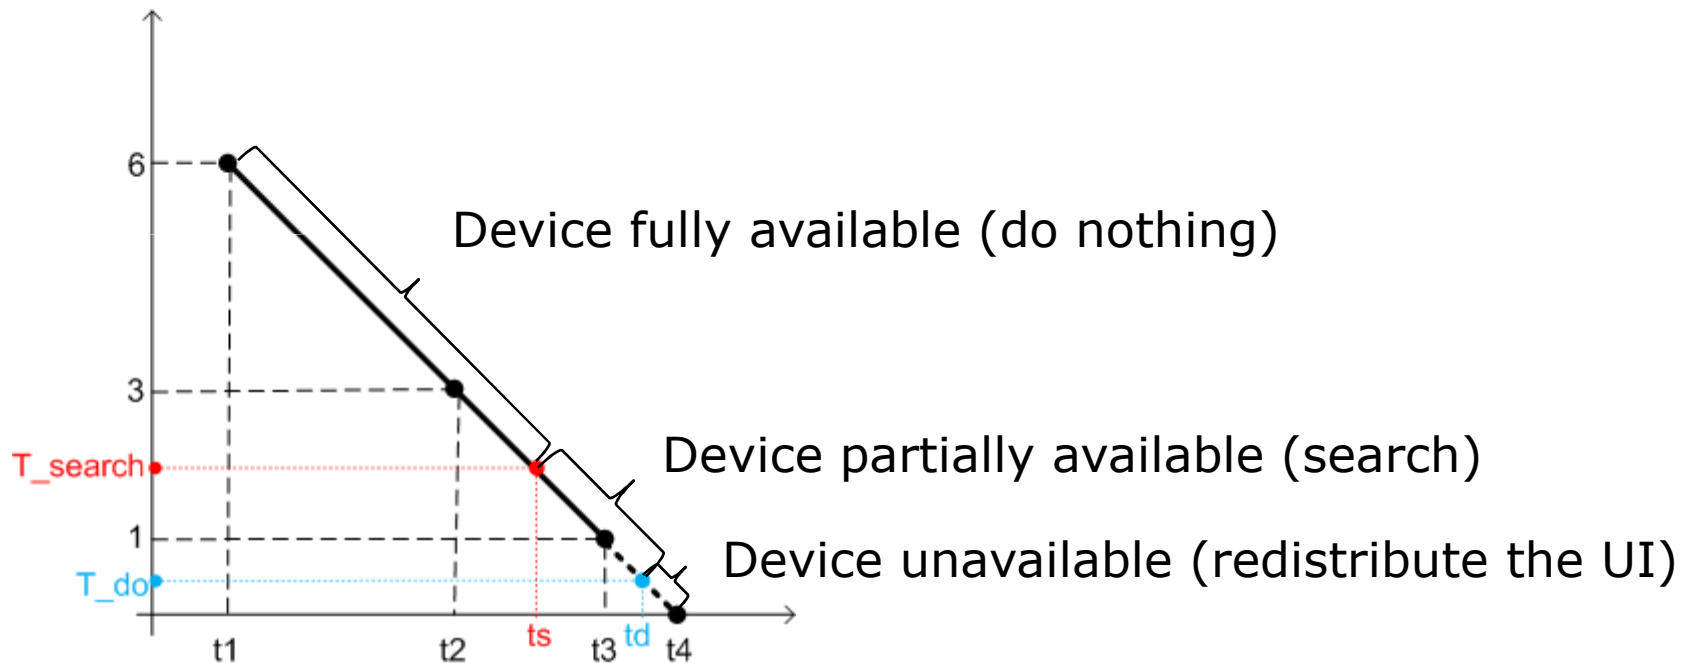 6
Device fully available (do nothing)
3
T_search
Device partially available (search)
1
Device unavailable (redistribute the UI)
T_do
t1
t2
ts
t3
td
t4